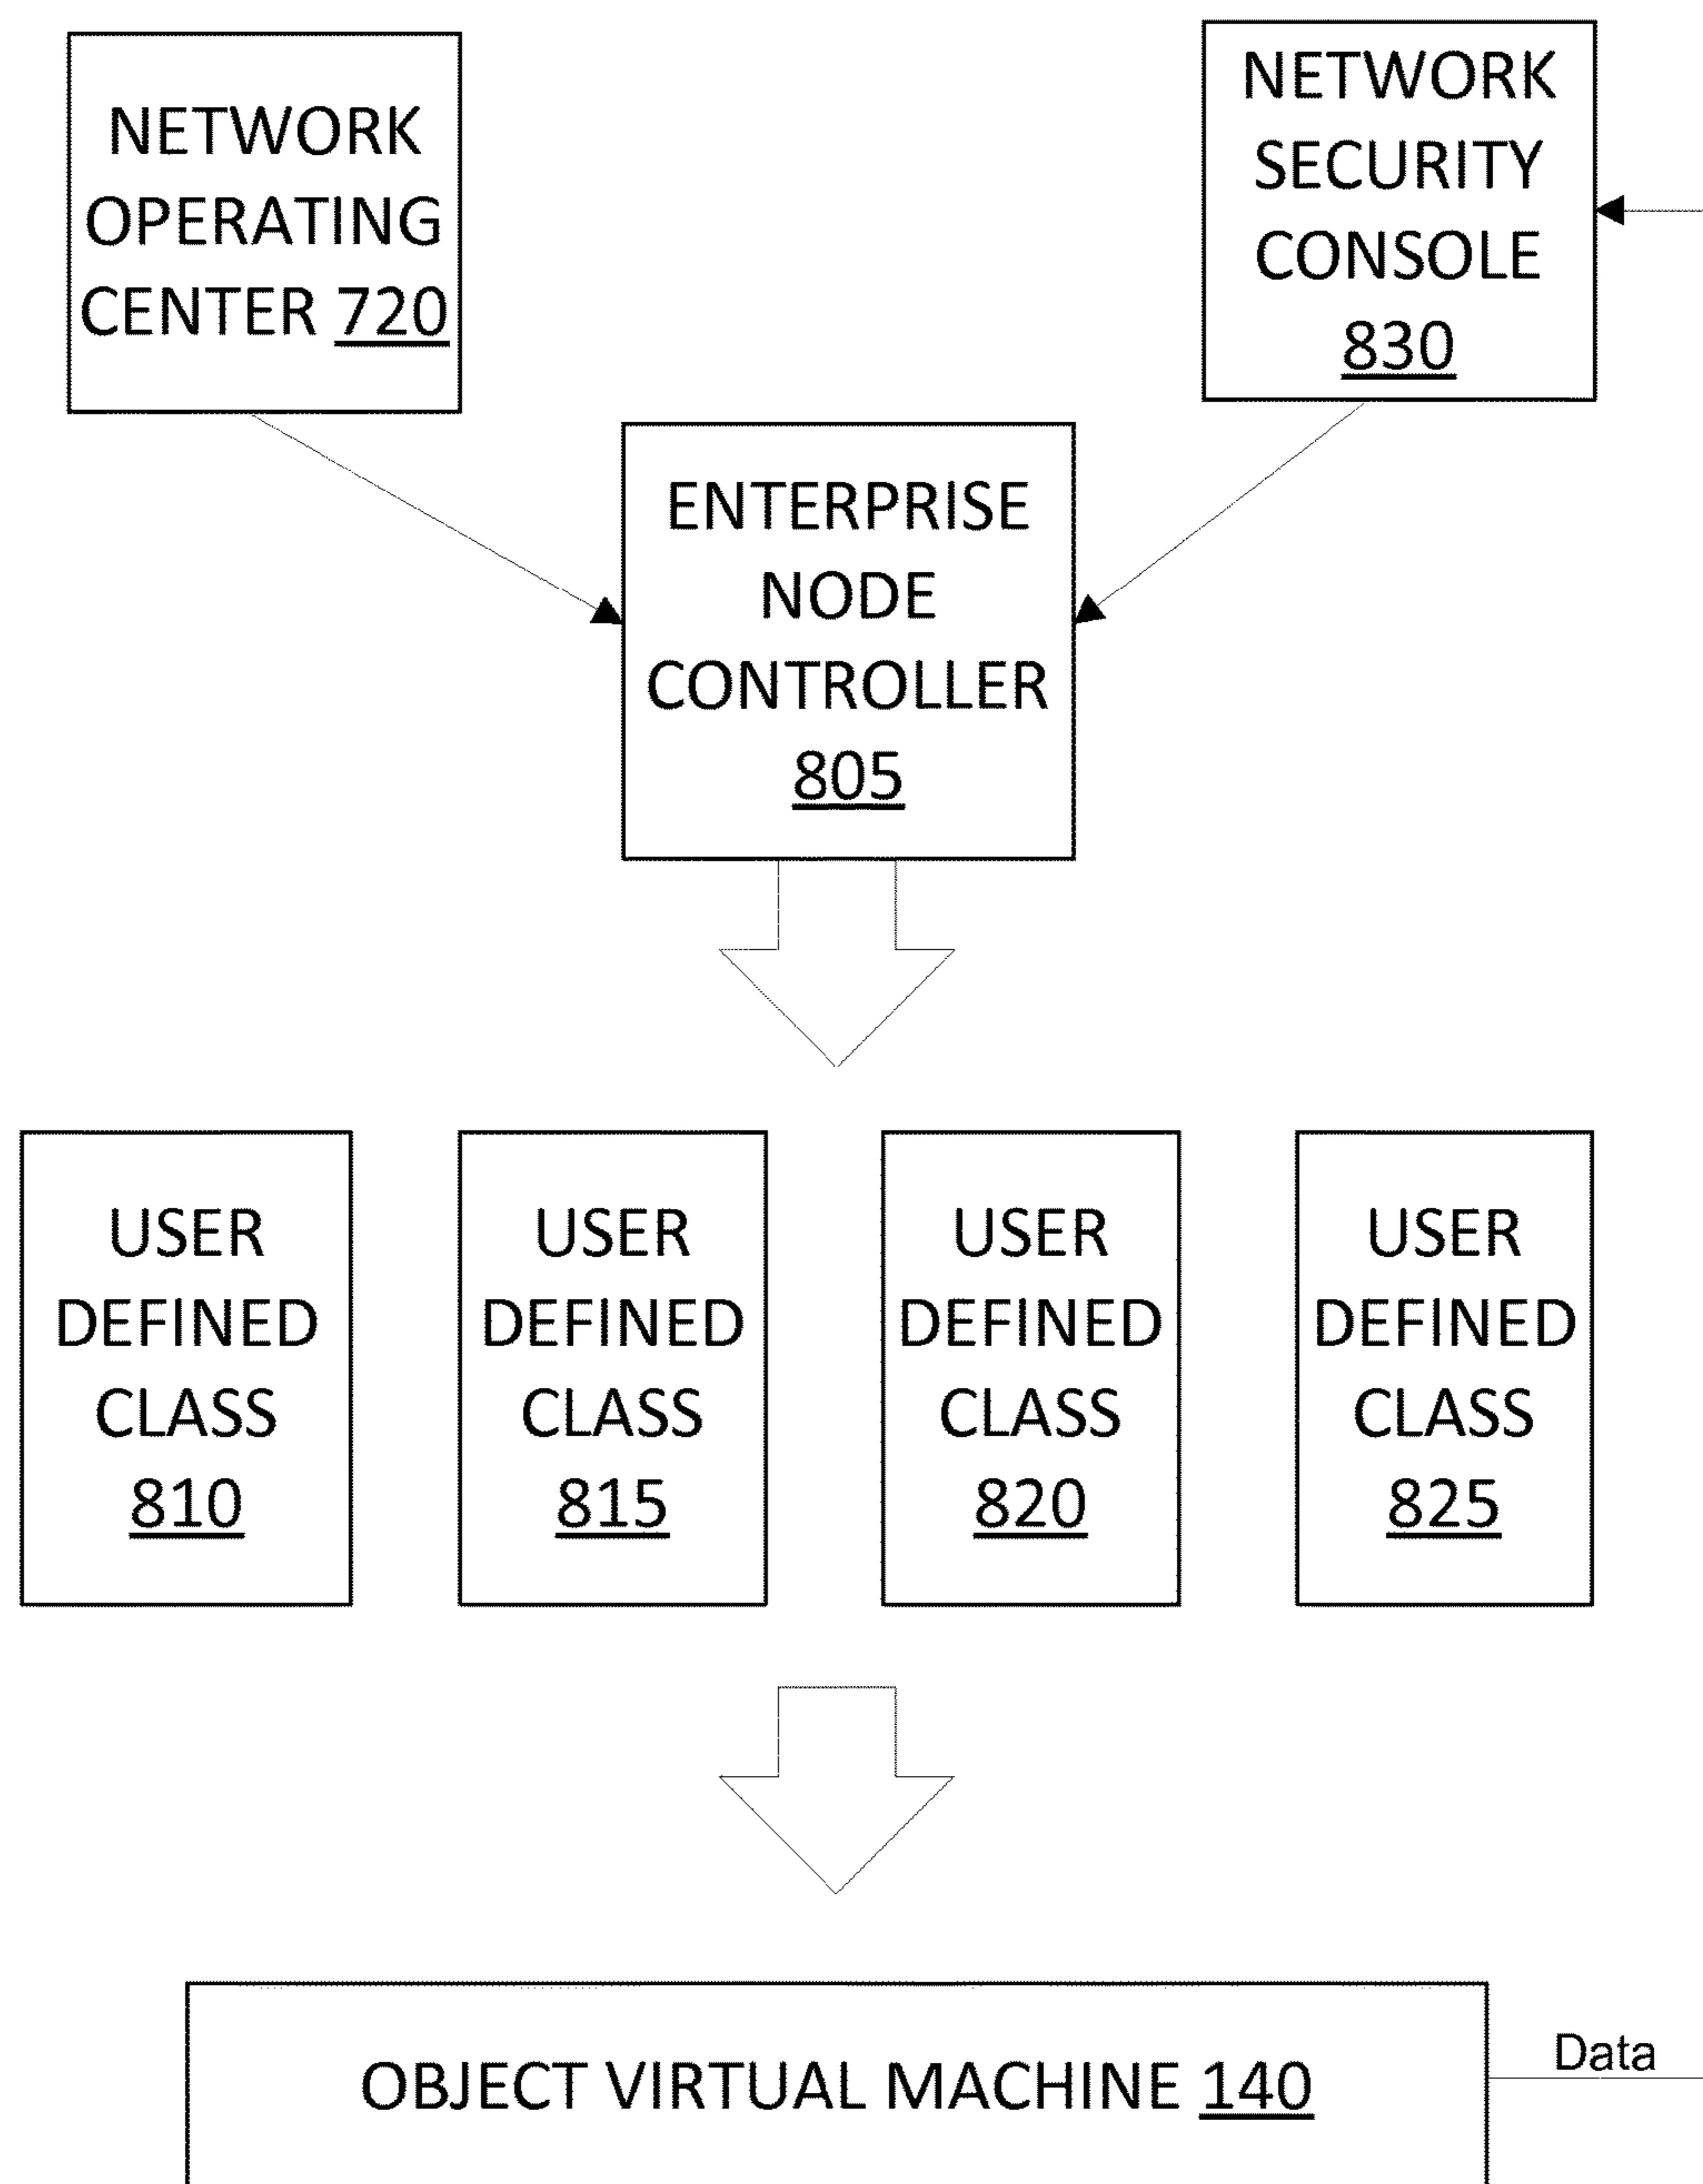 NETWORK
OPERATING
CENTER 720
NETWORK
SECURITY
CONSOLE
830
ENTERPRISE
NODE
CONTROLLER
805
USER
DEFINED
CLASS
810
USER
DEFINED
CLASS
815
USER
DEFINED
CLASS
820
USER
DEFINED
CLASS
825
OBJECT VIRTUAL MACHINE 140
Data